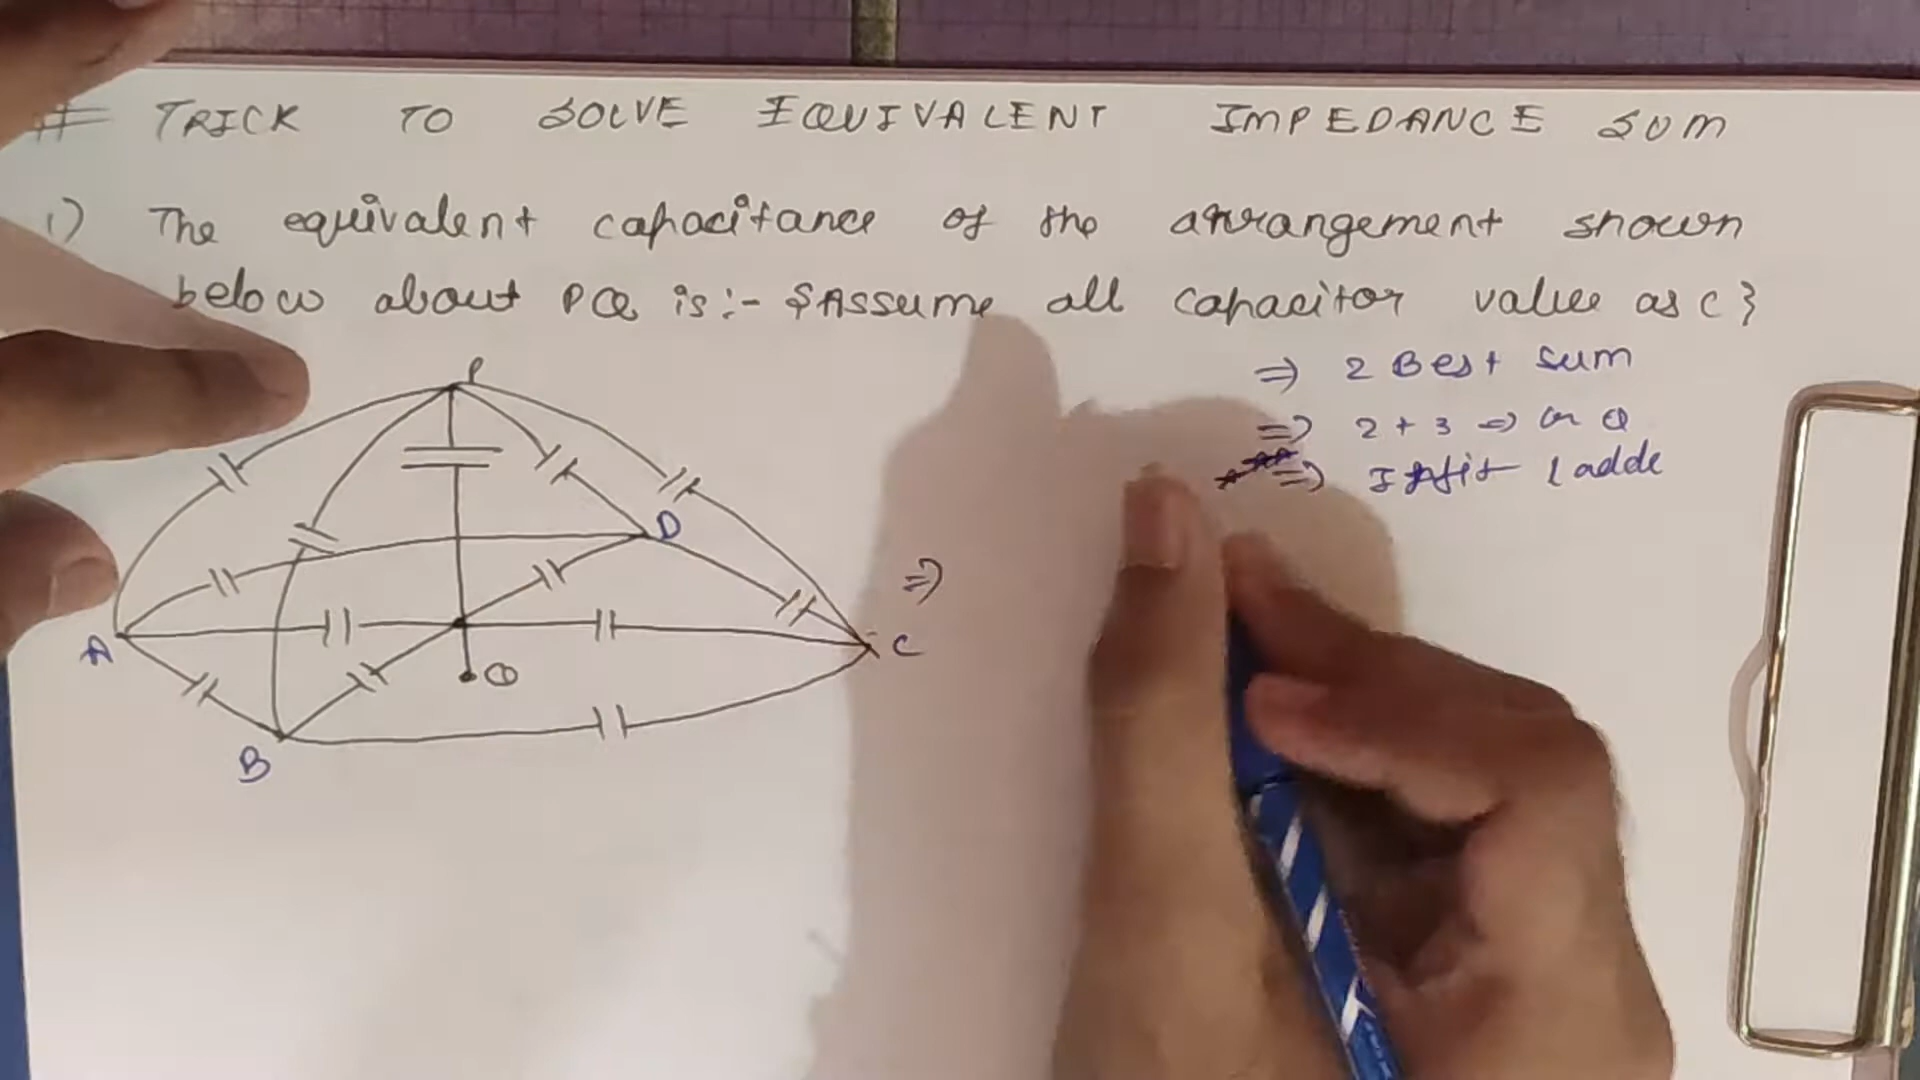 # TRICK TO SOLVE EQUIVALENT IMPEDANCE SUM
1) The equivalent capacitance of the arrangement shown
below about PQ is:- {Assume all capacitor value as C}
⇒ 2 Best sum
⇒ 2 + 3 ⇒ on Q
⇒ ladde
P
D
⇒
A
C
Q
B